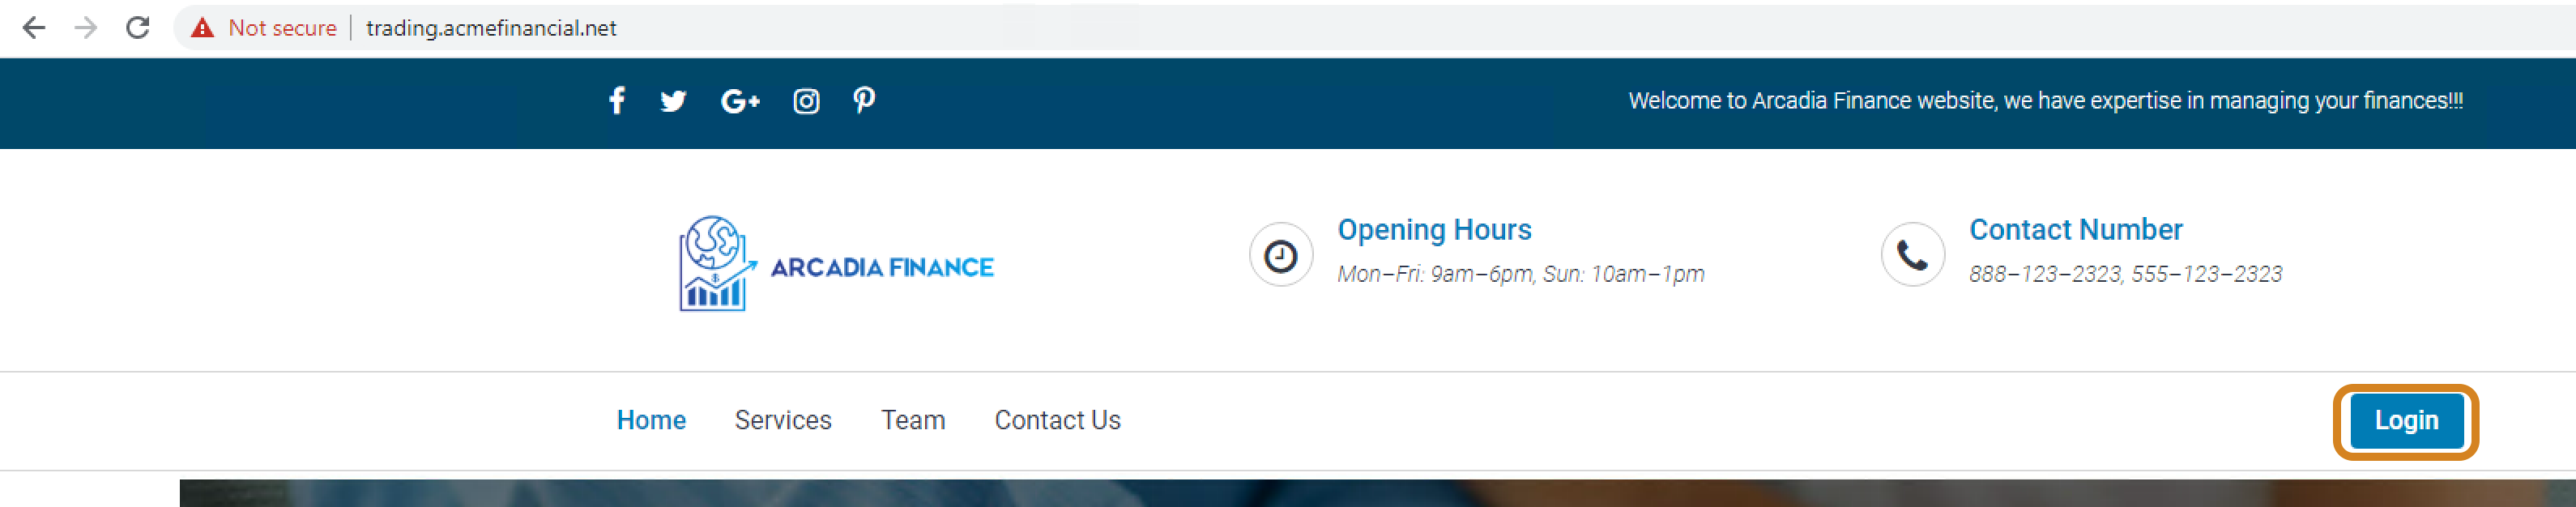 Not secure | trading.acmefinancial.net
Welcome to Arcadia Finance website, we have expertise in managing your finances!!!
ARCADIA FINANCE
Opening Hours
Mon–Fri: 9am–6pm, Sun: 10am–1pm
Contact Number
888–123–2323, 555–123–2323
Home Services Team Contact Us Login